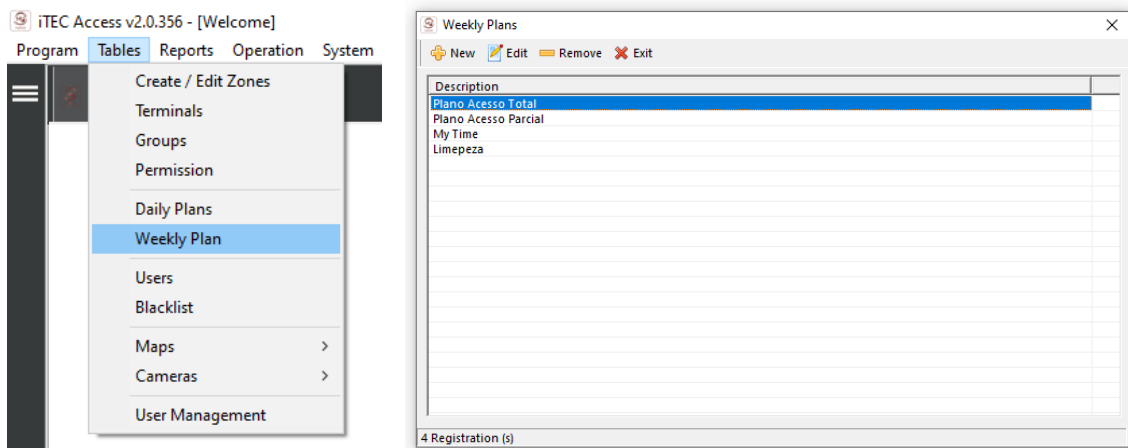 iTEC Access v2.0.356 - [Welcome]
Program Tables Reports Operation System
Create / Edit Zones
Terminals
Groups
Permission
Daily Plans
Weekly Plan
Users
Blacklist
Maps
Cameras
User Management
Weekly Plans
New Edit Remove Exit
Description
Plano Acesso Total
Plano Acesso Parcial
My Time
Limepeza
4 Registration (s)